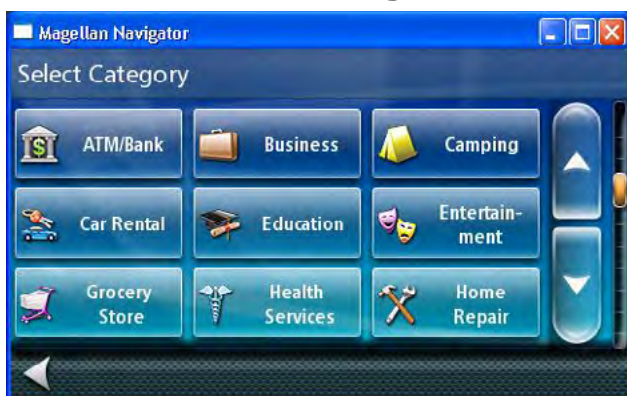 Magellan Navigator
Select Category
ATM/Bank
Business
Camping
Car Rental
Education
Entertain-
ment
Grocery
Store
Health
Services
Home
Repair